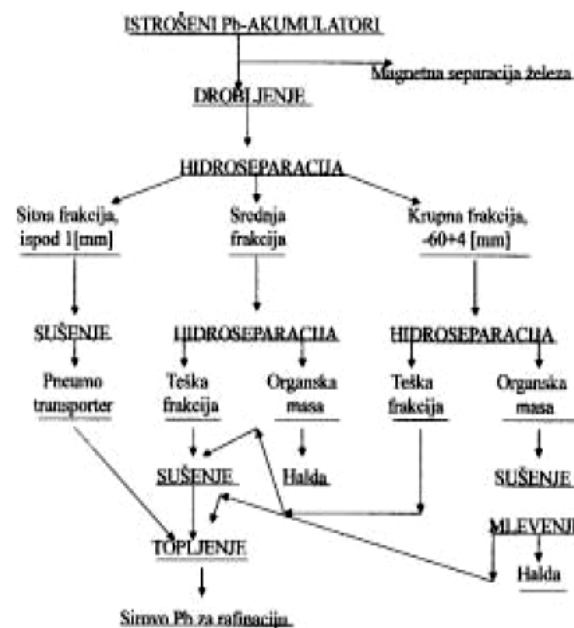 ISTROŠENI Pb-AKUMULATORI
Magnetna separacija železa
DROBLJENJE
HIDROSEPARACIJA
Sitna frakcija,
ispod 1[mm]
Srednja
frakcija
Krupna frakcija,
-60+4 [mm]
SUŠENJE
HIDROSEPARACIJA
HIDROSEPARACIJA
Pneumo
transporter
Teška
frakcija
Organska
masa
Teška
frakcija
Organska
masa
SUŠENJE
Halda
SUŠENJE
MLEVENJE
TOPLJENJE
Halda
Sirovo Pb za rafinaciju